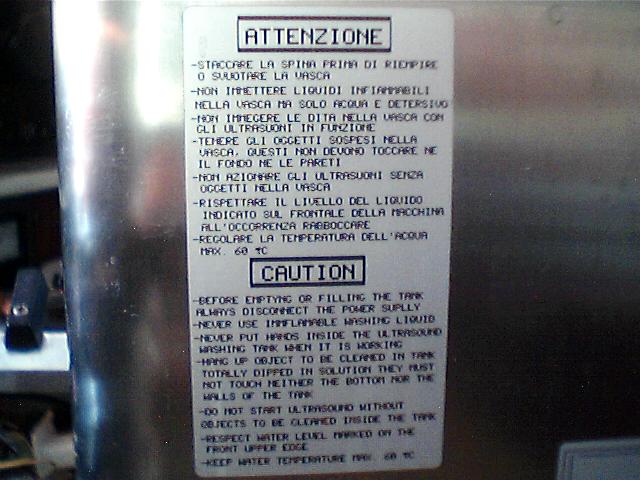 ATTENZIONE
-STACCARE LA SPINA PRIMA DI RIEMPIRE
O SVUOTARE LA VASCA
-NON IMMETTERE LIQUIDI INFIAMMABILI
NELLA VASCA MA SOLO ACQUA E DETERSIVO
-NON IMMEGERE LE DITA NELLA VASCA CON
GLI ULTRASUONI IN FUNZIONE
-TENERE GLI OGGETTI SOSPESI NELLA
VASCA, QUESTI NON DEVONO TOCCARE NE
IL FONDO NE LE PARETI
-NON AZIONARE GLI ULTRASUONI SENZA
OGGETTI NELLA VASCA
-RISPETTARE IL LIVELLO DEL LIQUIDO
INDICATO SUL FRONTALE DELLA MACCHINA
ALL'OCCORRENZA RABBOCCARE
-REGOLARE LA TEMPERATURA DELL'ACQUA
MAX. 60 °C
CAUTION
-BEFORE EMPTYNG OR FILLING THE TANK
ALWAYS DISCONNECT THE POWER SUPLLY
-NEVER USE IMMFLAMABLE WASHING LIQUID
-NEVER PUT HANDS INSIDE THE ULTRASOUND
WASHING TANK WHEN IT IS WORKING
-HANG UP OBJECT TO BE CLEANED IN TANK
TOTALLY DIPPED IN SOLUTION THEY MUST
NOT TOUCH NEITHER THE BOTTOM NOR THE
WALLS OF THE TANK
-DO NOT START ULTRASOUND WITHOUT
OBJECTS TO BE CLEANED INSIDE THE TANK
-RESPECT WATER LEVEL MARKED ON THE
FRONT UPPER EDGE
-KEEP WATER TEMPERATURE MAX. 60 °C